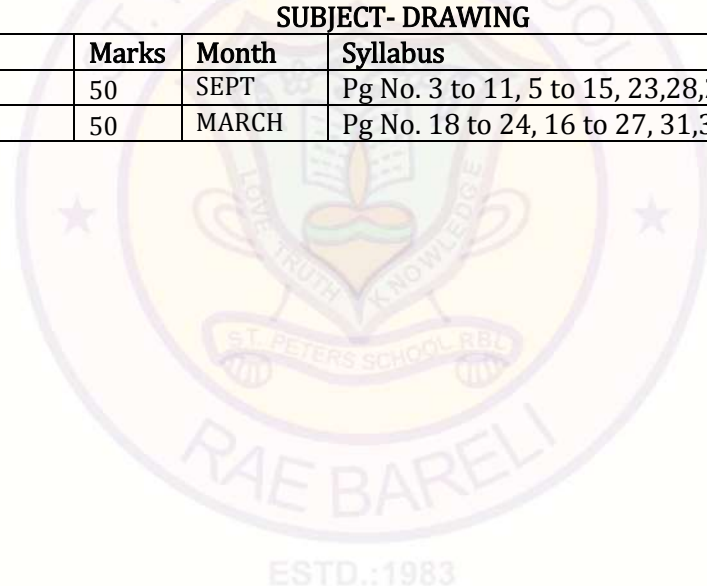 SUBJECT- DRAWING
Marks Month Syllabus
50 SEPT Pg No. 3 to 11, 5 to 15, 23,28,
50 MARCH Pg No. 18 to 24, 16 to 27, 31,
LOVE TRUTH KNOWLEDGE
ST. PETERS SCHOOL RBL
RAE BARELI
ESTD.:1983